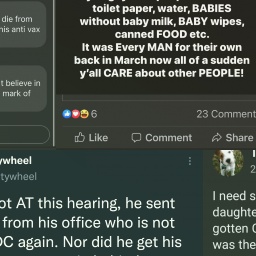 die from
his anti vax
t believe in
mark of
toilet paper, water, BABIES
without baby milk, BABY wipes,
canned FOOD etc.
It was Every MAN for their own
back in March now all of a sudden
y'all CARE about other PEOPLE!
6
23 Comment
Like
Comment
Share
ywheel
tywheel
ot AT this hearing, he sent
from his office who is not
OC again. Nor did he get his
2
I need s
daughte
gotten C
was the